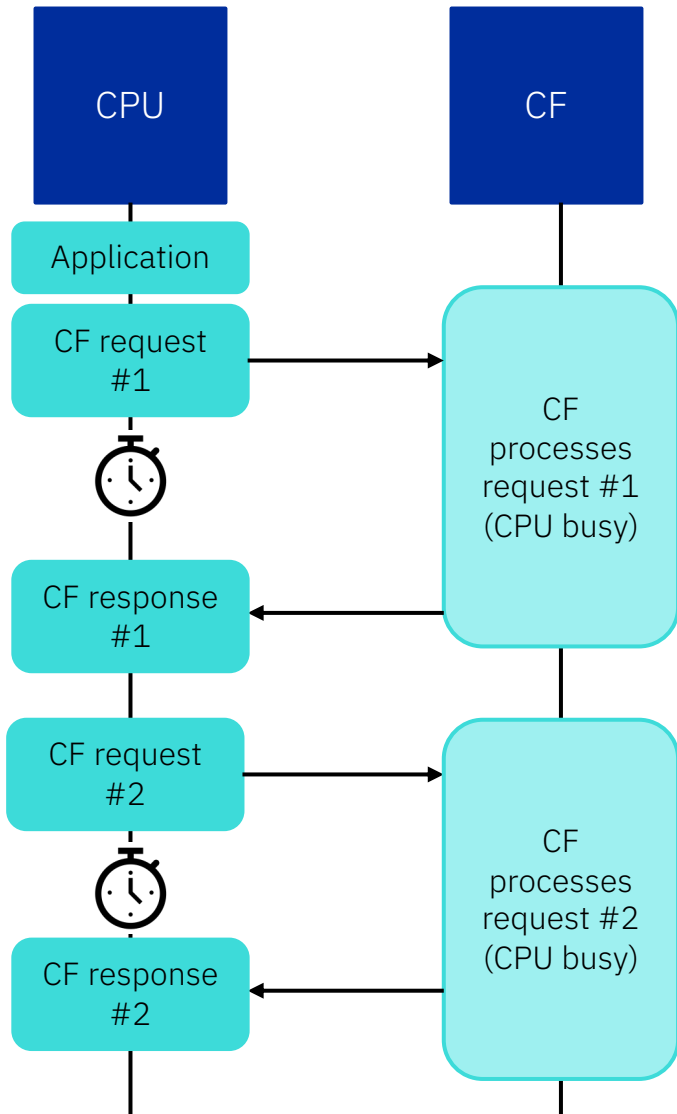 CPU
CF
Application
CF request
#1
CF
processes
request #1
(CPU busy)
CF response
#1
CF request
#2
CF
processes
request #2
(CPU busy)
CF response
#2